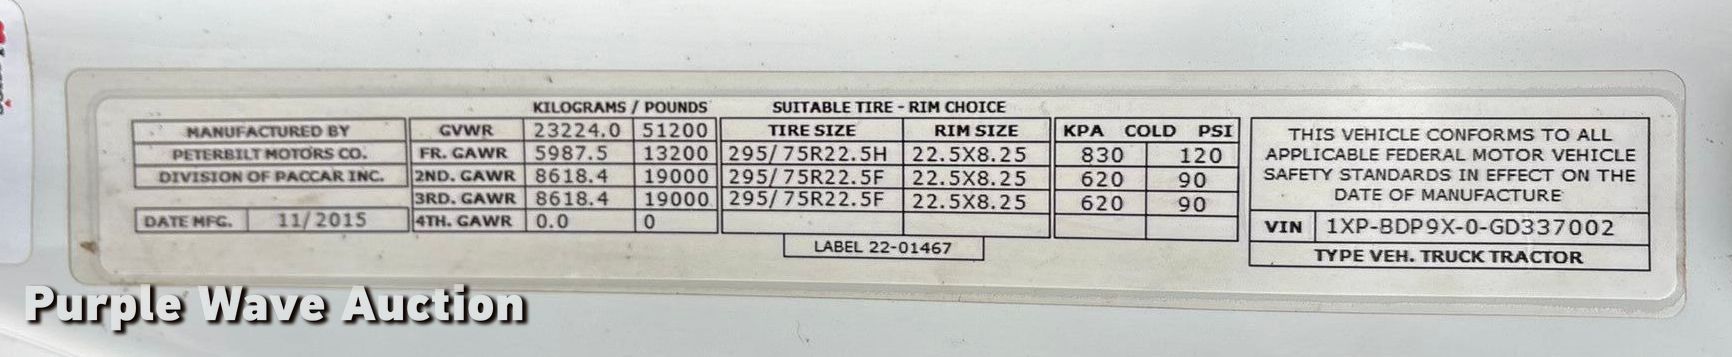 KILOGRAMS / POUNDS SUITABLE TIRE - RIM CHOICE
MANUFACTURED BY GVWR 23224.0 51200 TIRE SIZE RIM SIZE KPA COLD PSI
PETERBILT MOTORS CO. FR. GAWR 5987.5 13200 295/75R22.5H 22.5X8.25 830 120
DIVISION OF PACCAR INC. 2ND. GAWR 8618.4 19000 295/75R22.5F 22.5X8.25 620 90
3RD. GAWR 8618.4 19000 295/75R22.5F 22.5X8.25 620 90
DATE MFG. 11/2015 4TH. GAWR 0.0 0
LABEL 22-01467
THIS VEHICLE CONFORMS TO ALL
APPLICABLE FEDERAL MOTOR VEHICLE
SAFETY STANDARDS IN EFFECT ON THE
DATE OF MANUFACTURE
VIN 1XP-BDP9X-0-GD337002
TYPE VEH. TRUCK TRACTOR
Purple Wave Auction